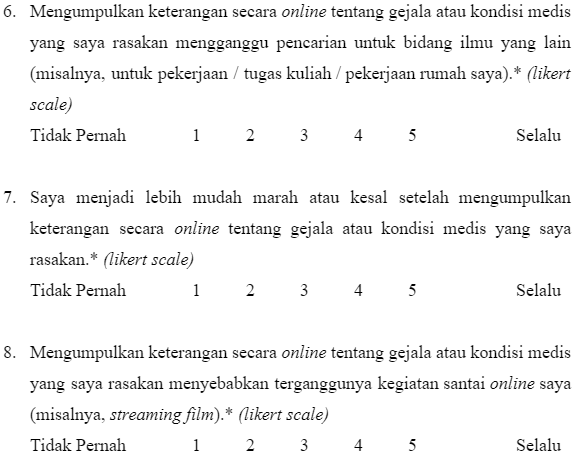 6. Mengumpulkan keterangan secara online tentang gejala atau kondisi medis
yang saya rasakan mengganggu pencarian untuk bidang ilmu yang lain
(misalnya, untuk pekerjaan / tugas kuliah / pekerjaan rumah saya).* (likert
scale)
Tidak Pernah 1 2 3 4 5 Selalu
7. Saya menjadi lebih mudah marah atau kesal setelah mengumpulkan
keterangan secara online tentang gejala atau kondisi medis yang saya
rasakan.* (likert scale)
Tidak Pernah 1 2 3 4 5 Selalu
8. Mengumpulkan keterangan secara online tentang gejala atau kondisi medis
yang saya rasakan menyebabkan terganggunya kegiatan santai online saya
(misalnya, streaming film).* (likert scale)
Tidak Pernah 1 2 3 4 5 Selalu